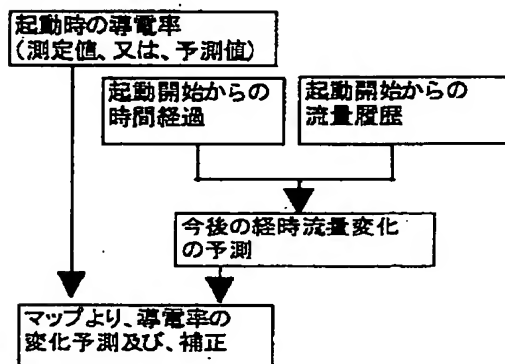 起動時の導電率
(測定値、又は、予測値)
起動開始からの
時間経過
起動開始からの
流量履歴
今後の経時流量変化
の予測
マップより、導電率の
変化予測及び、補正